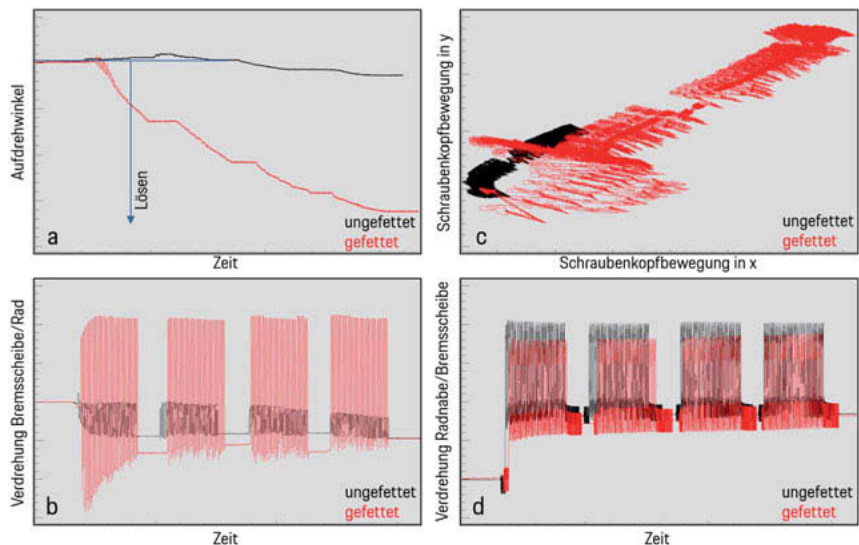 Aufdrehwinkel
Lösen
ungefettet
gefettet
a
Zeit
Schraubenkopfbewegung in y
ungefettet
gefettet
c
Schraubenkopfbewegung in x
Verdrehung Bremsscheibe/Rad
ungefettet
gefettet
b
Zeit
Verdrehung Radnabe/Bremsscheibe
ungefettet
gefettet
d
Zeit